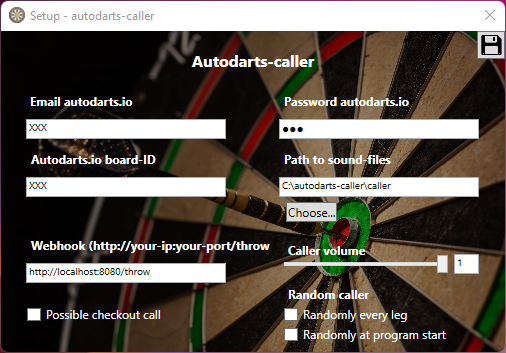 Setup - autodarts-caller
Autodarts-caller
Email autodarts.io
Password autodarts.io
XXX
●●●
Autodarts.io board-ID
Path to sound-files
XXX
C:\autodarts-caller\caller
Choose...
Webhook (http://your-ip:your-port/throw
Caller volume
http://localhost:8080/throw
1
Random caller
Possible checkout call
Randomly every leg
Randomly at program start